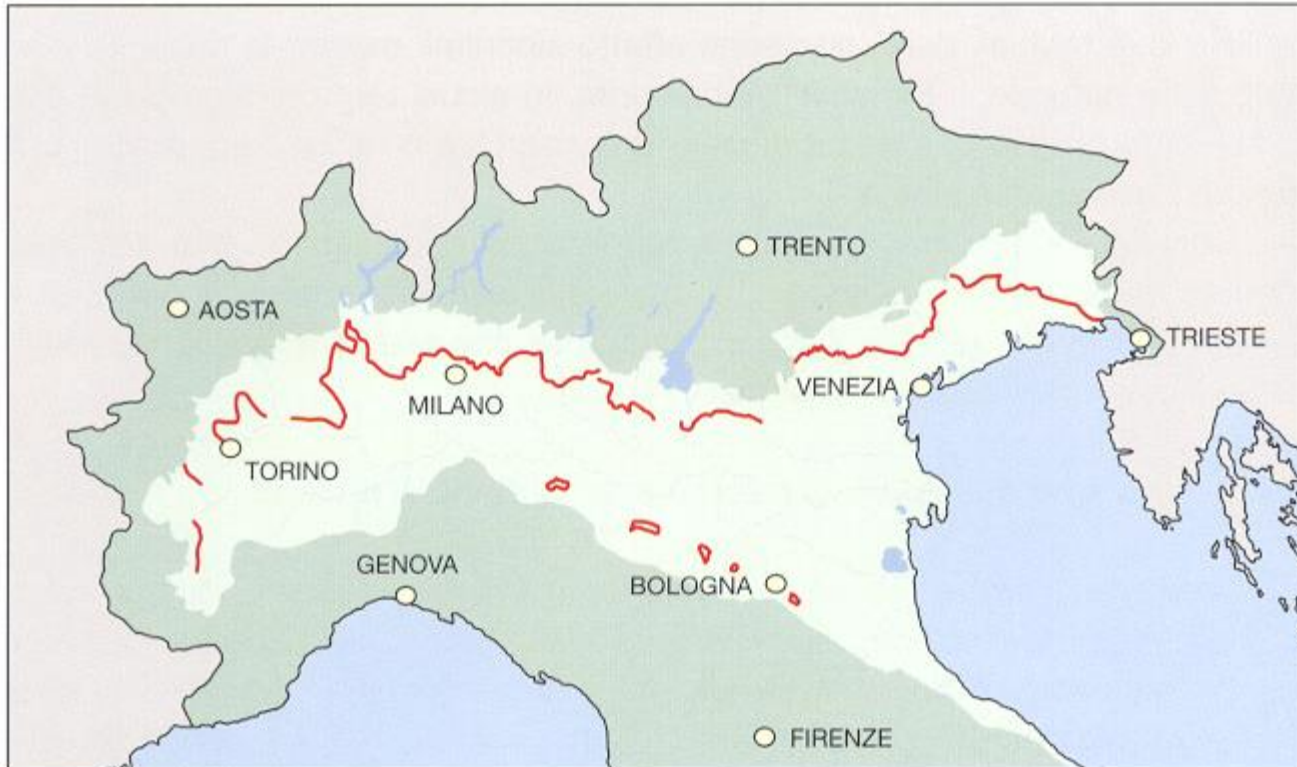 TRENTO
AOSTA
TRIESTE
VENEZIA
MILANO
TORINO
GENOVA
BOLOGNA
FIRENZE